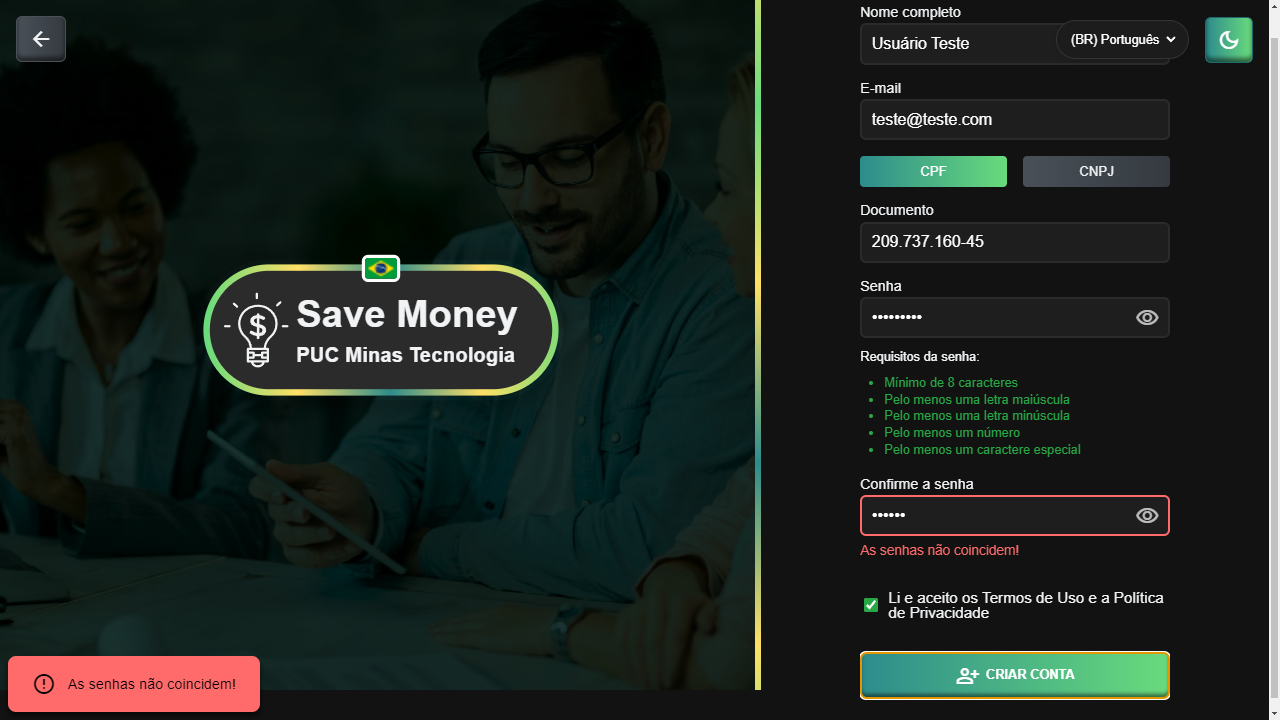 Nome completo
Usuário Teste
(BR) Português
E-mail
teste@teste.com
CPF
CNPJ
Documento
209.737.160-45
Senha
•••••••••
Requisitos da senha:
Mínimo de 8 caracteres
Pelo menos uma letra maiúscula
Pelo menos uma letra minúscula
Pelo menos um número
Pelo menos um caractere especial
Confirme a senha
••••••
As senhas não coincidem!
Li e aceito os Termos de Uso e a Política
de Privacidade
CRIAR CONTA
$
Save Money
PUC Minas Tecnologia
As senhas não coincidem!